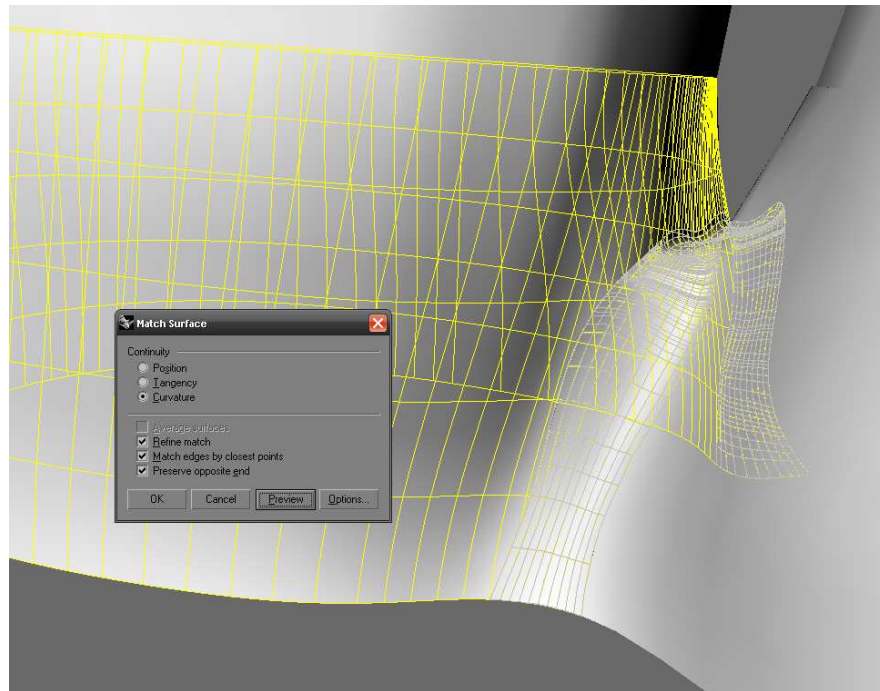 Match Surface
Continuity
Position
Tangency
Curvature
Average surfaces
Refine match
Match edges by closest points
Preserve opposite end
OK Cancel Preview Options...